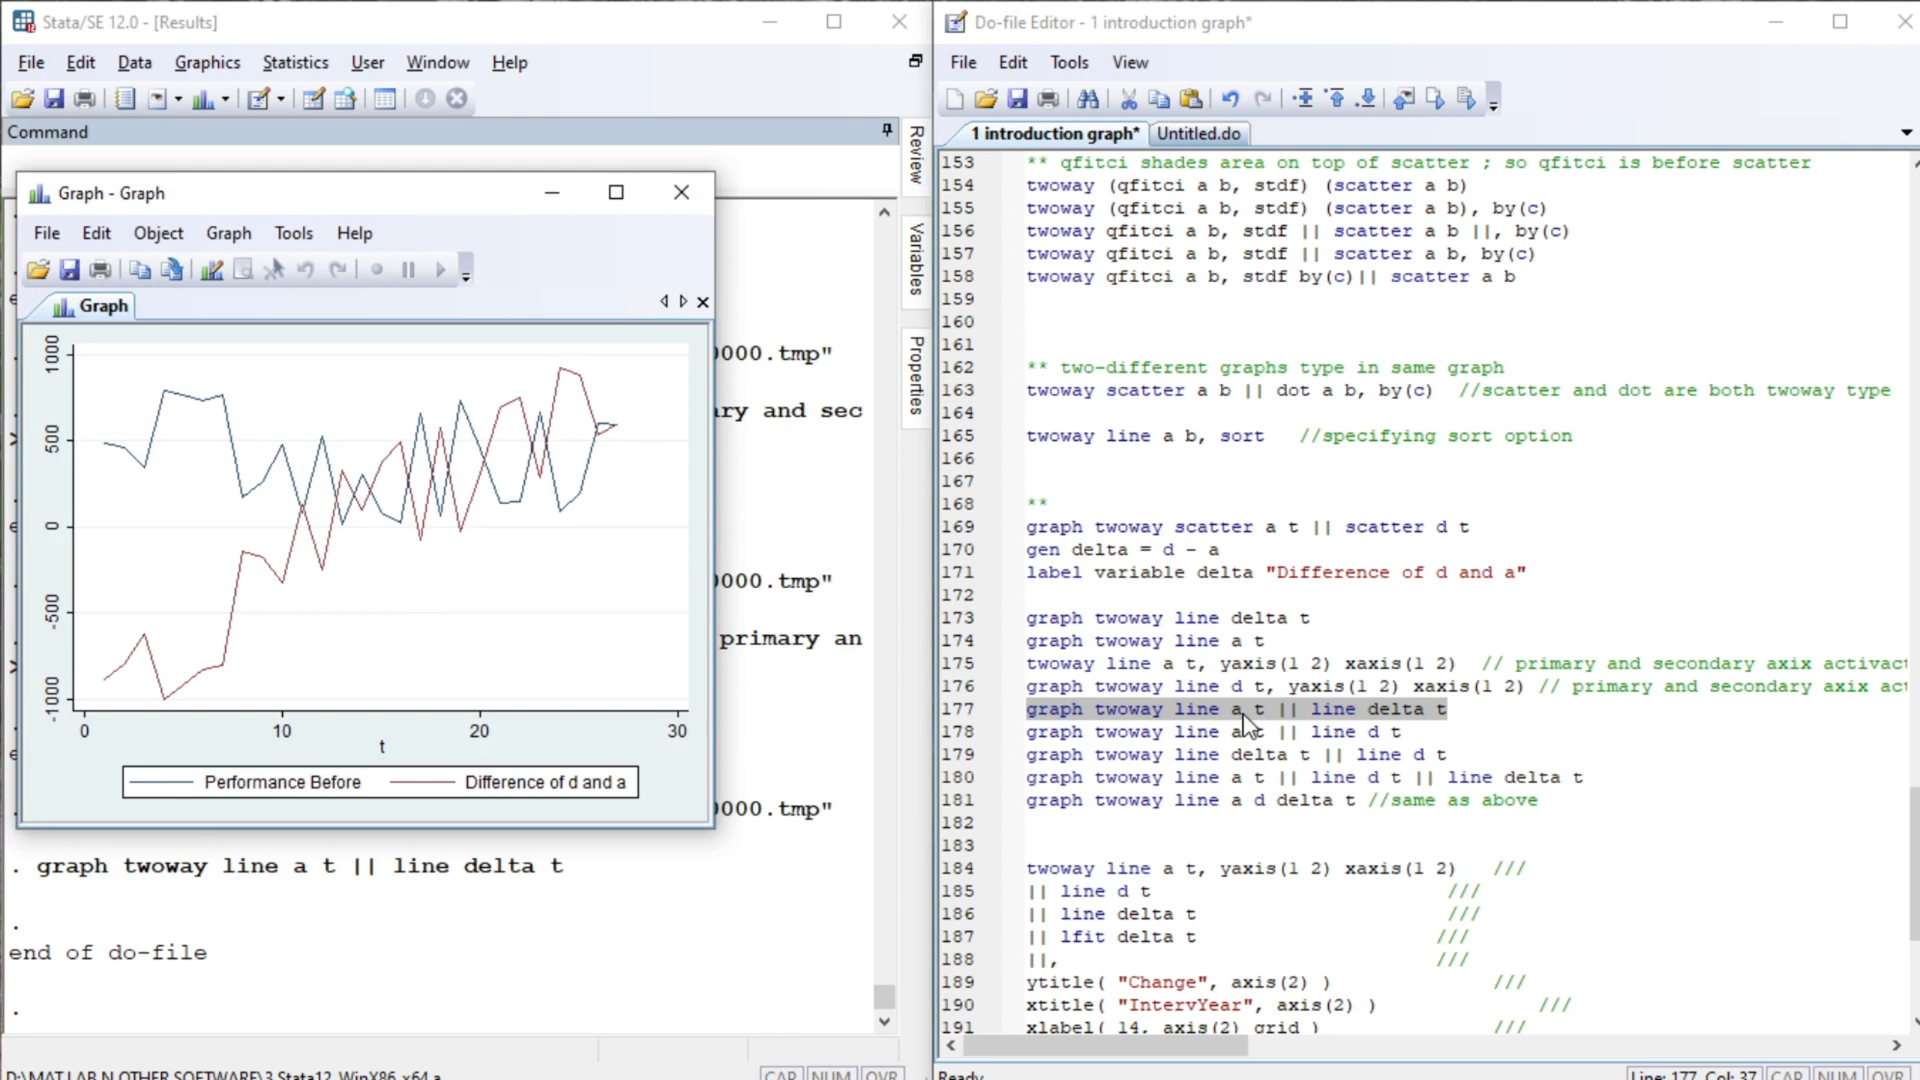 Stata/SE 12.0 - [Results]
File Edit Data Graphics Statistics User Window Help
Command
Review
Variables
Properties
Graph - Graph
File Edit Object Graph Tools Help
Graph
1000
500
0
-500
-1000
0 10 20 30
t
Performance Before Difference of d and a
000.tmp"
ry and sec
000.tmp"
primary an
000.tmp"
. graph twoway line a t || line delta t
.
end of do-file
.
CAP NUM OVR
Do-file Editor - 1 introduction graph*
File Edit Tools View
1 introduction graph* Untitled.do
153 ** qfitci shades area on top of scatter ; so qfitci is before scatter
154 twoway (qfitci a b, stdf) (scatter a b)
155 twoway (qfitci a b, stdf) (scatter a b), by(c)
156 twoway qfitci a b, stdf || scatter a b ||, by(c)
157 twoway qfitci a b, stdf || scatter a b, by(c)
158 twoway qfitci a b, stdf by(c)|| scatter a b
159
160
161
162 ** two-different graphs type in same graph
163 twoway scatter a b || dot a b, by(c) //scatter and dot are both twoway type
164
165 twoway line a b, sort //specifying sort option
166
167
168 **
169 graph twoway scatter a t || scatter d t
170 gen delta = d - a
171 label variable delta "Difference of d and a"
172
173 graph twoway line delta t
174 graph twoway line a t
175 twoway line a t, yaxis(1 2) xaxis(1 2) // primary and secondary axix activac
176 graph twoway line d t, yaxis(1 2) xaxis(1 2) // primary and secondary axix act
177 graph twoway line a t || line delta t
178 graph twoway line a t || line d t
179 graph twoway line delta t || line d t
180 graph twoway line a t || line d t || line delta t
181 graph twoway line a d delta t //same as above
182
183
184 twoway line a t, yaxis(1 2) xaxis(1 2) ///
185 || line d t ///
186 || line delta t ///
187 || lfit delta t ///
188 ||, ///
189 ytitle( "Change", axis(2) ) ///
190 xtitle( "IntervYear", axis(2) ) ///
191 xlabel( 14, axis(2) grid ) ///
Ready
Line: 177, Col: 37 CAP NUM OVR